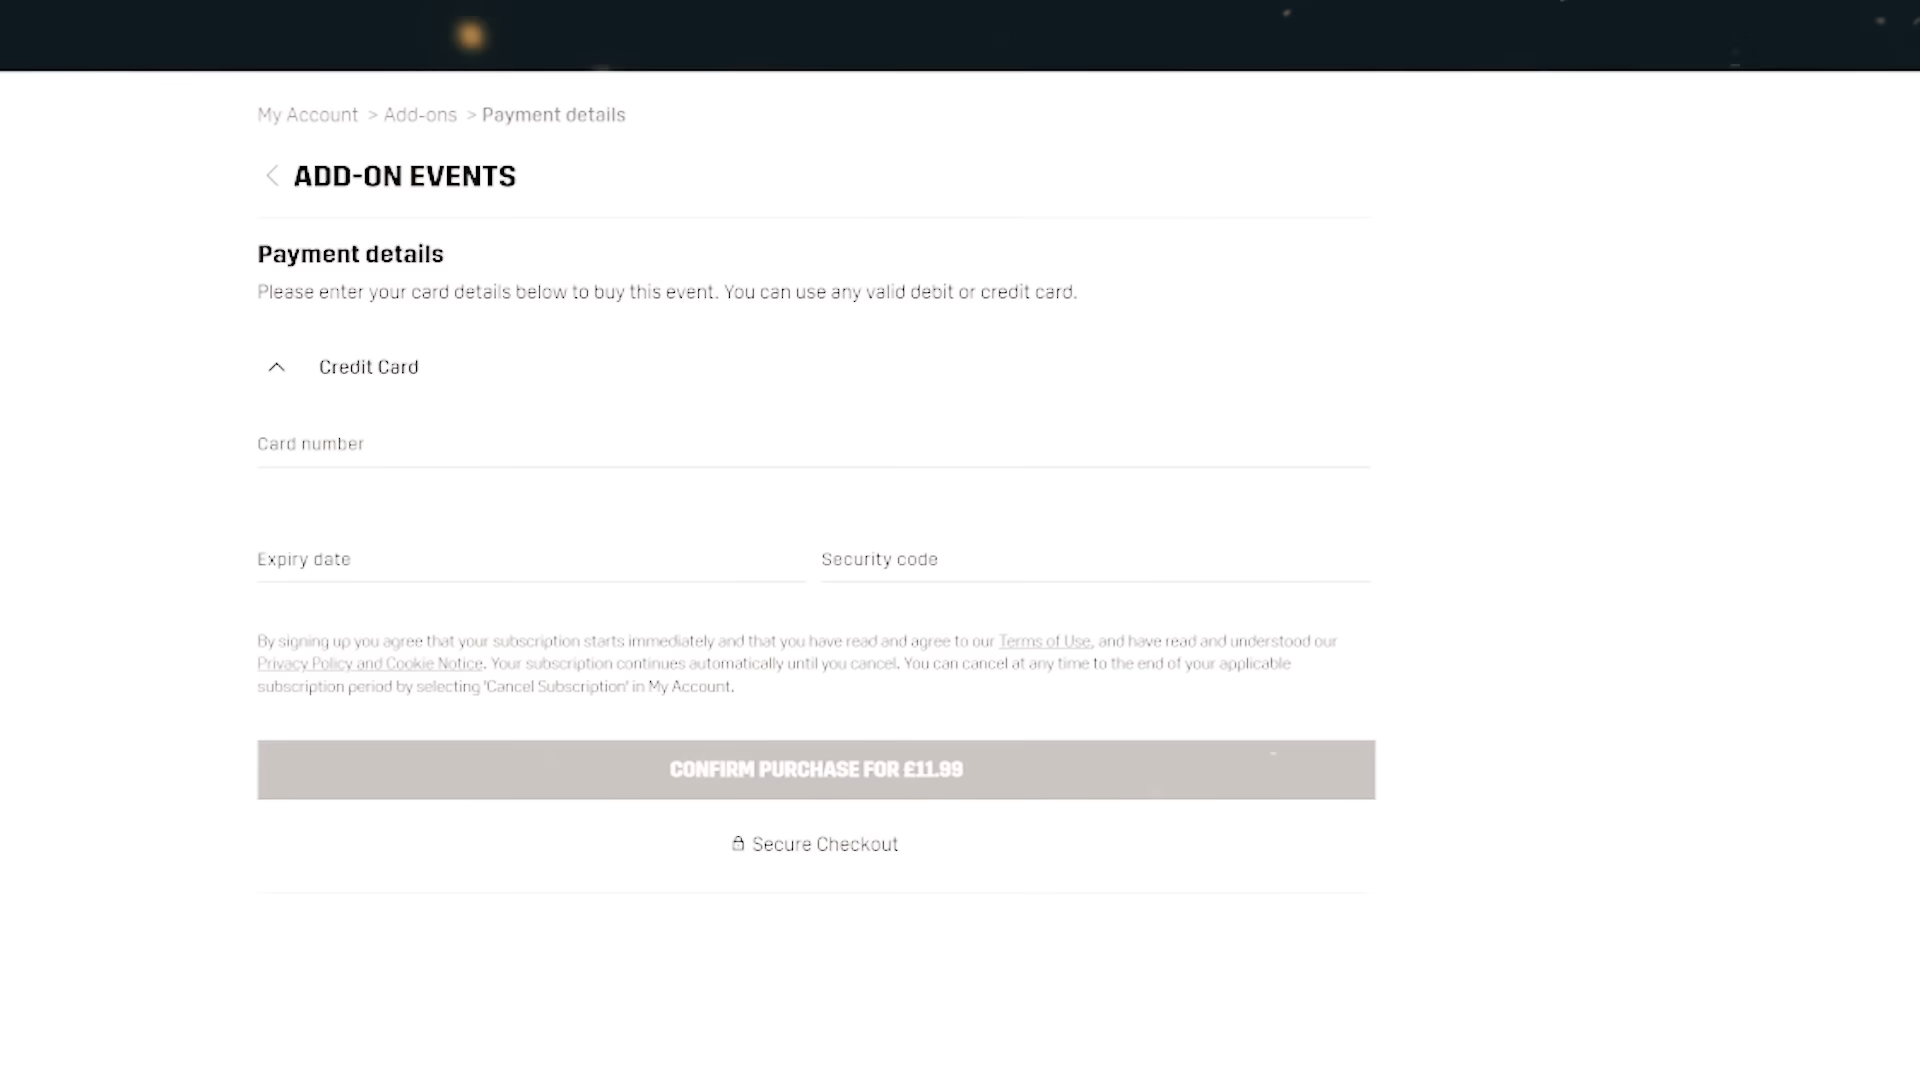 My Account > Add-ons > Payment details
ADD-ON EVENTS
Payment details
Please enter your card details below to buy this event. You can use any valid debit or credit card.
Credit Card
Card number
Expiry date Security code
By signing up you agree that your subscription starts immediately and that you have read and agree to our Terms of Use, and have read and understood our
Privacy Policy and Cookie Notice. Your subscription continues automatically until you cancel. You can cancel at any time to the end of your applicable
subscription period by selecting 'Cancel Subscription' in My Account.
CONFIRM PURCHASE FOR £11.99
Secure Checkout